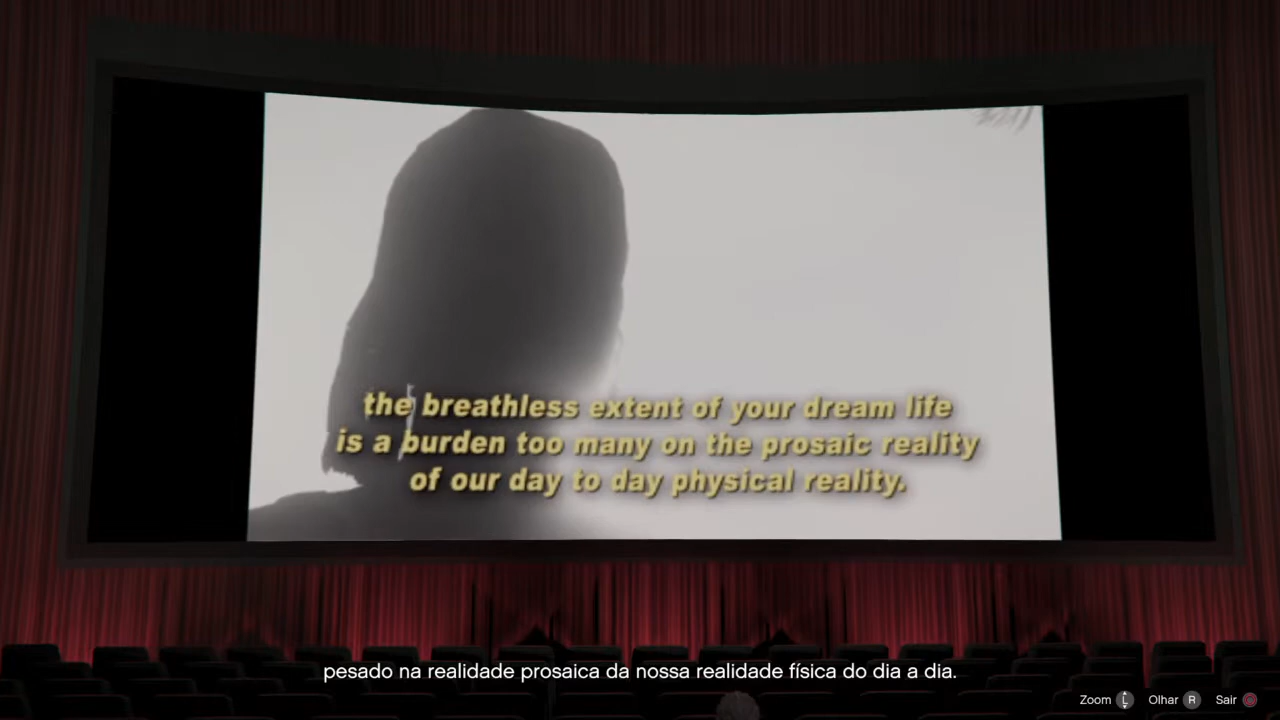 the breathless extent of your dream life
is a burden too many on the prosaic reality
of our day to day physical reality.
pesado na realidade prosaica da nossa realidade física do dia a dia.
Zoom L Olhar R Sair